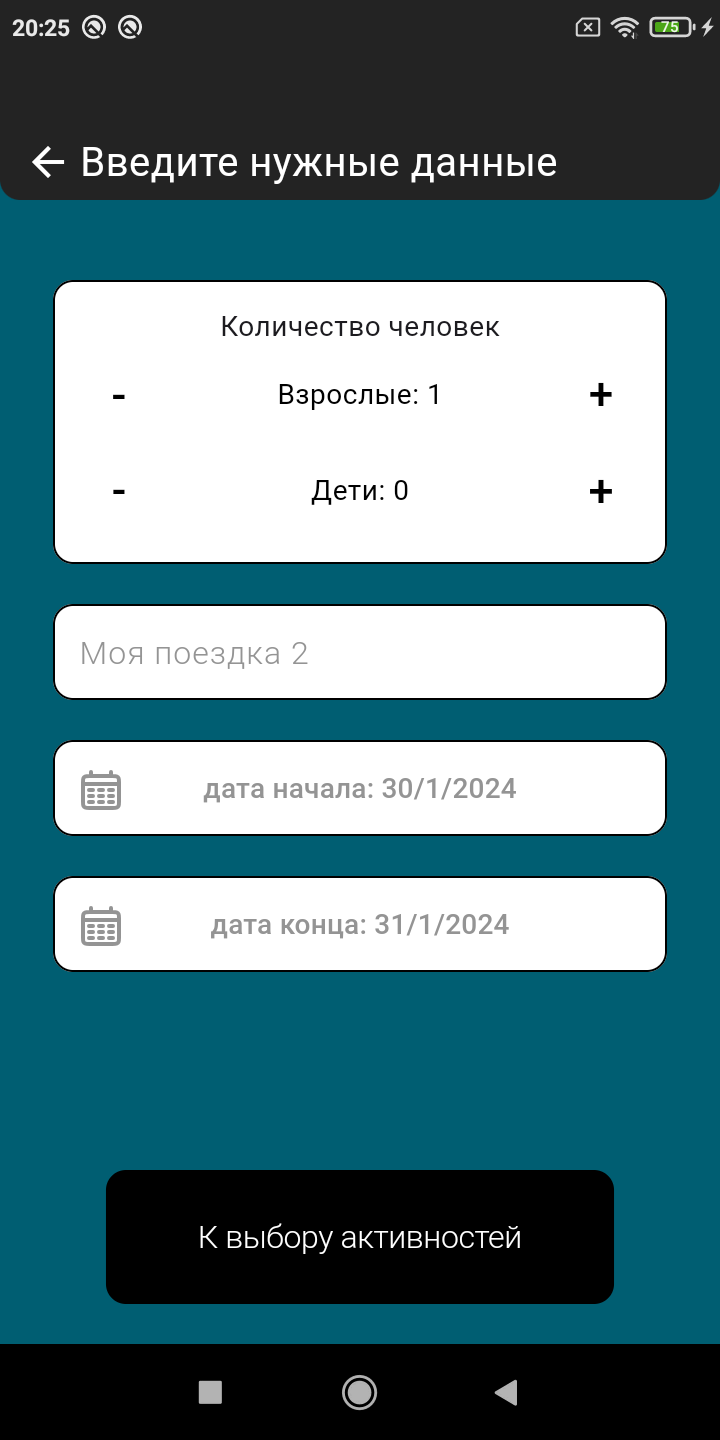 20:25
75
Введите нужные данные
Количество человек
- Взрослые: 1 +
- Дети: 0 +
Моя поездка 2
дата начала: 30/1/2024
дата конца: 31/1/2024
К выбору активностей